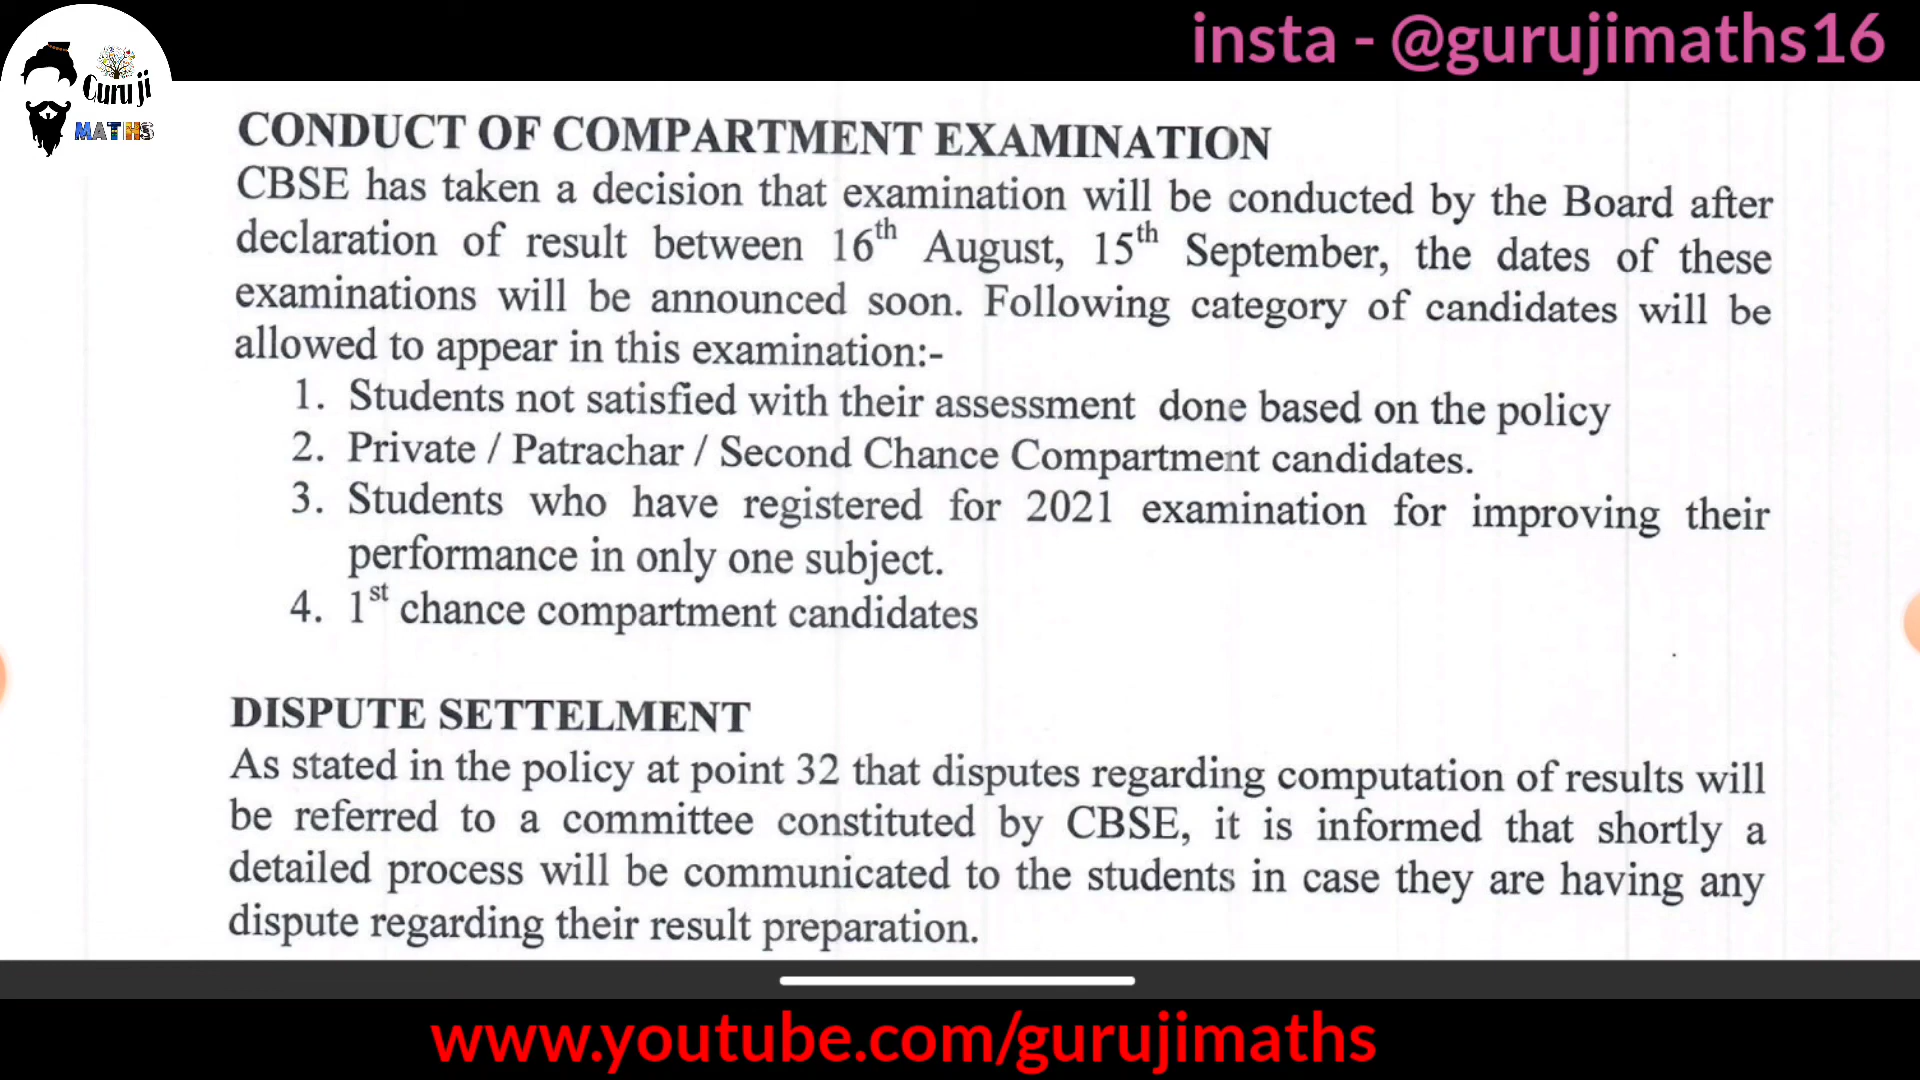 insta - @gurujimaths16
Guru ji
MATHS
CONDUCT OF COMPARTMENT EXAMINATION
CBSE has taken a decision that examination will be conducted by the Board after
declaration of result between 16th August, 15th September, the dates of these
examinations will be announced soon. Following category of candidates will be
allowed to appear in this examination:-
1. Students not satisfied with their assessment done based on the policy
2. Private / Patrachar / Second Chance Compartment candidates.
3. Students who have registered for 2021 examination for improving their
performance in only one subject.
4. 1st chance compartment candidates
DISPUTE SETTELMENT
As stated in the policy at point 32 that disputes regarding computation of results will
be referred to a committee constituted by CBSE, it is informed that shortly a
detailed process will be communicated to the students in case they are having any
dispute regarding their result preparation.
www.youtube.com/gurujimaths